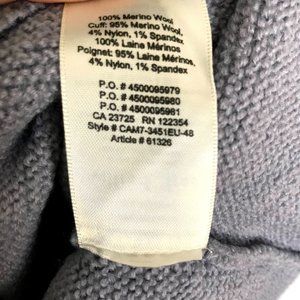 100% Merino Wool
Cuff: 95% Merino Wool,
4% Nylon, 1% Spandex
100% Laine Mérinos
Poignet: 95% Laine Mérinos,
4% Nylon, 1% Spandex
P.O. # 4500095979
P.O. # 4500095980
P.O. # 4500095981
CA 23725 RN 122354
Style # CAM7-3451EU-48
Article # 61326